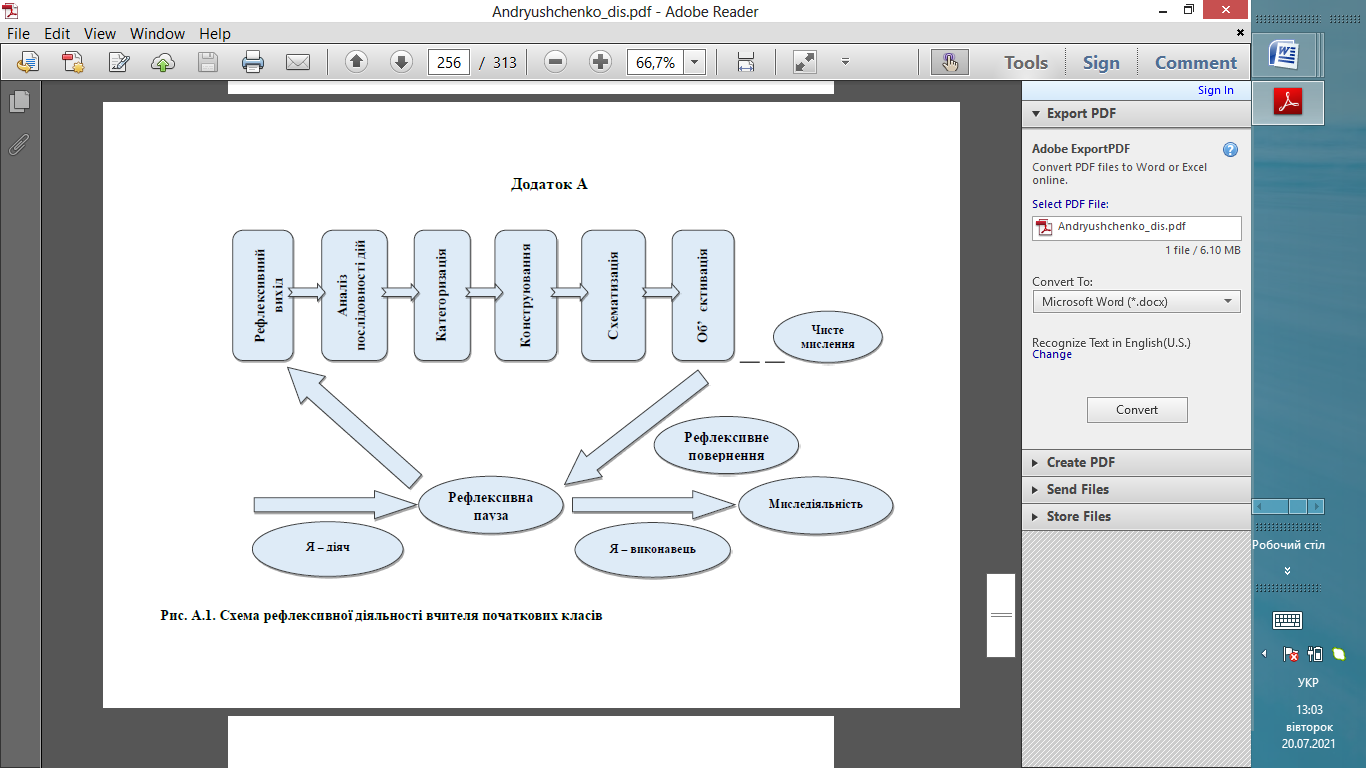 Andryushchenko_dis.pdf - Adobe Reader
File Edit View Window Help
256 / 313 66,7% Tools Sign Comment
Sign In
Export PDF
Adobe ExportPDF
Convert PDF files to Word or Excel
online.
Select PDF File:
Andryushchenko_dis.pdf
1 file / 6.10 MB
Convert To:
Microsoft Word (*.docx)
Recognize Text in English(U.S.)
Change
Convert
Create PDF
Send Files
Store Files
Додаток А
Рефлексивний
вихід
Аналіз
послідовності дій
Категоризація
Конструювання
Схематизація
Об’ єктивація
Чисте
мислення
Рефлексивне
повернення
Рефлексивна
пауза
Миследіяльність
Я – діяч
Я – виконавець
Рис. А.1. Схема рефлексивної діяльності вчителя початкових класів
Робочий стіл
УКР
13:03
вівторок
20.07.2021